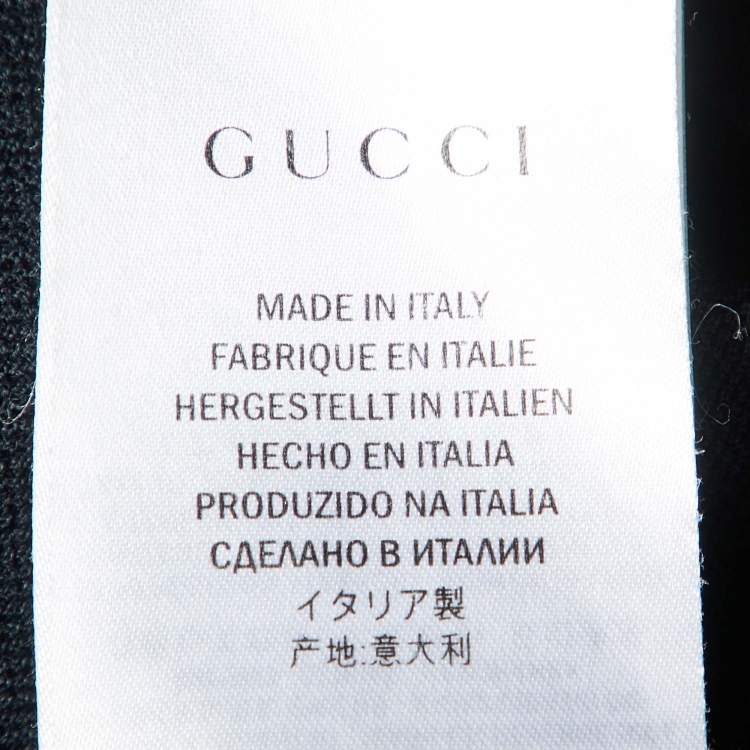 GUCCI
MADE IN ITALY
FABRIQUE EN ITALIE
HERGESTELLT IN ITALIEN
HECHO EN ITALIA
PRODUZIDO NA ITALIA
СДЕЛАНО В ИТАЛИИ
イタリア製
产地:意大利